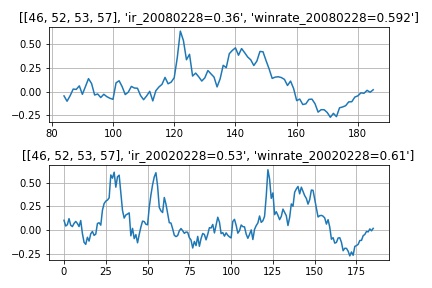 [[46, 52, 53, 57], 'ir_20080228=0.36', 'winrate_20080228=0.592']
0.50
0.25
0.00
−0.25
80 100 120 140 160 180
[[46, 52, 53, 57], 'ir_20020228=0.53', 'winrate_20020228=0.61']
0.50
0.25
0.00
−0.25
0 25 50 75 100 125 150 175